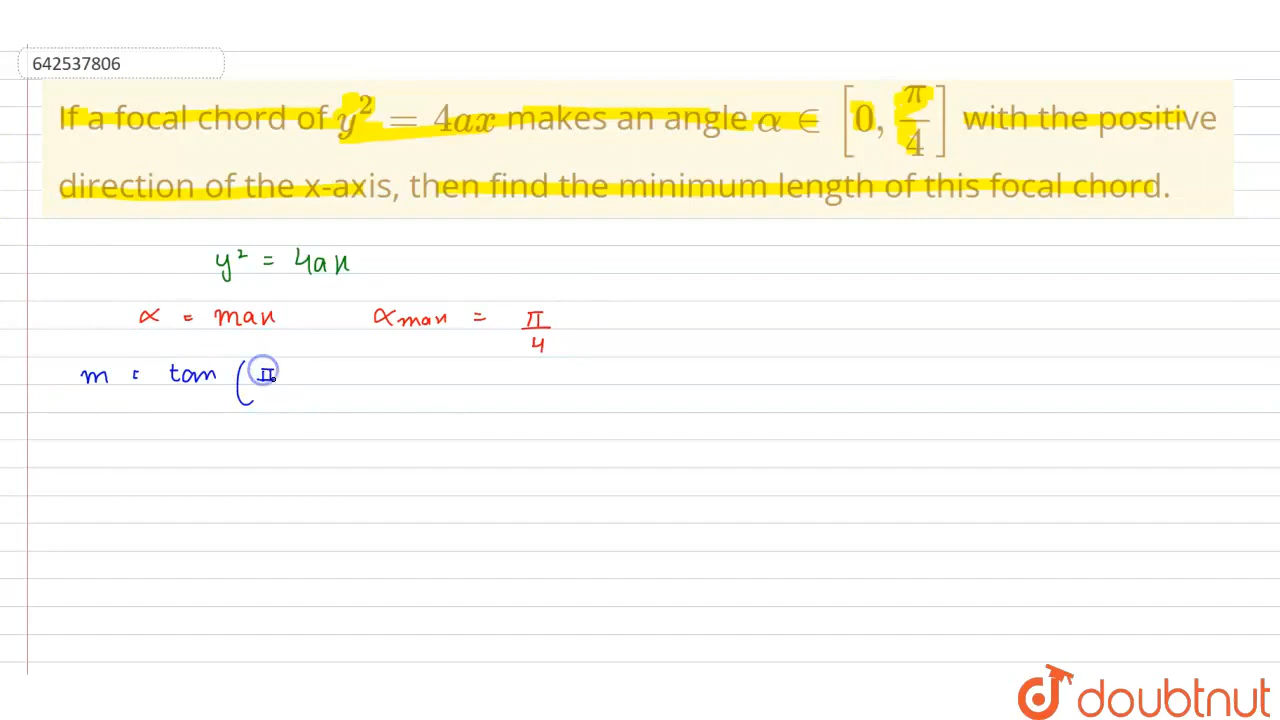 642537806
If a focal chord of y² = 4ax makes an angle α ∈ [0, π/4] with the positive
direction of the x-axis, then find the minimum length of this focal chord.
y² = 4ax
α = max    αmax = π/4
m = tan (π
doubtnut